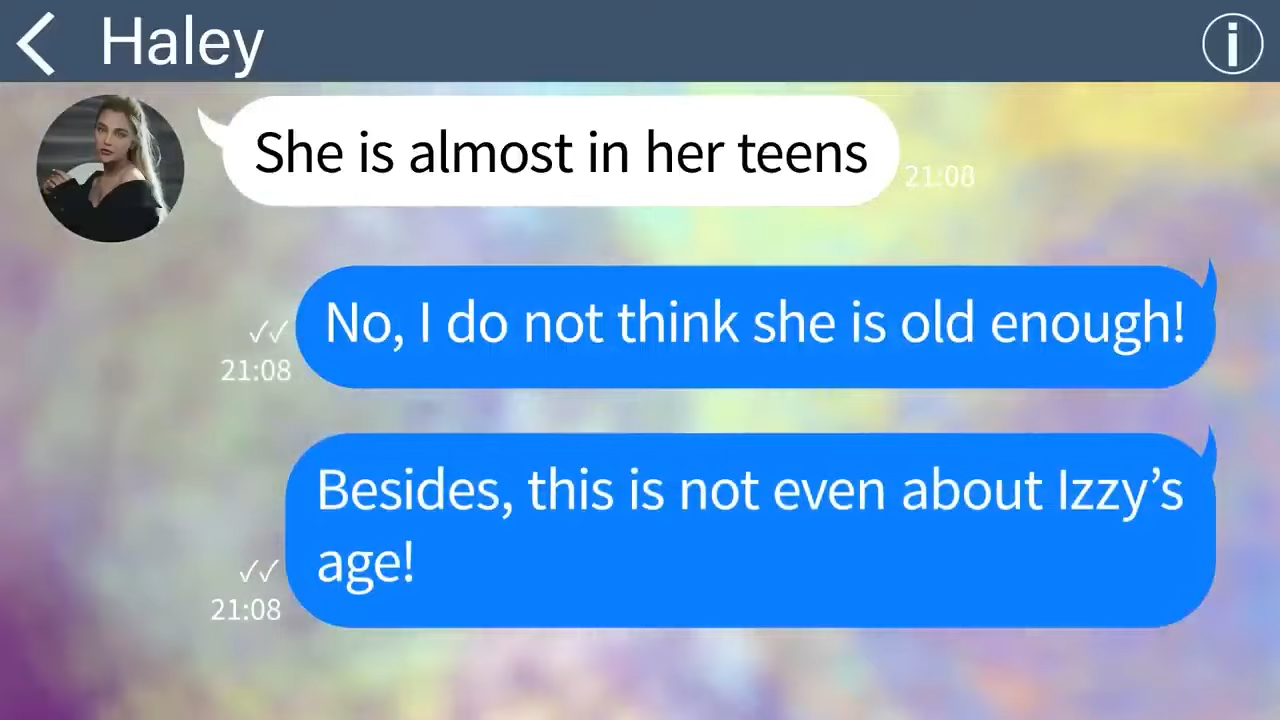 Haley
She is almost in her teens
21:08
No, I do not think she is old enough!
21:08
Besides, this is not even about Izzy’s
age!
21:08